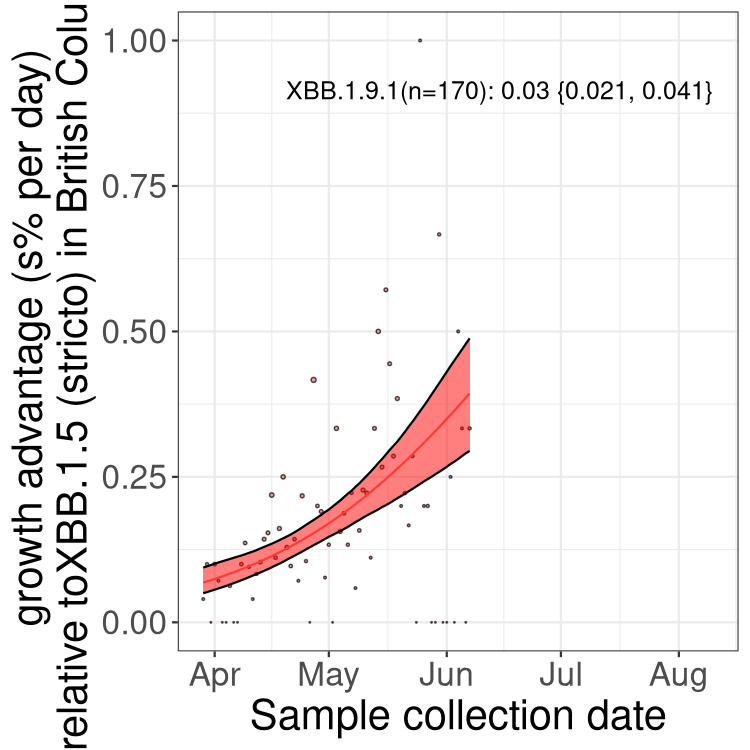 growth advantage (s% per day)
relative toXBB.1.5 (stricto) in British Colu
1.00
0.75
0.50
0.25
0.00
XBB.1.9.1(n=170): 0.03 {0.021, 0.041}
Apr May Jun Jul Aug
Sample collection date